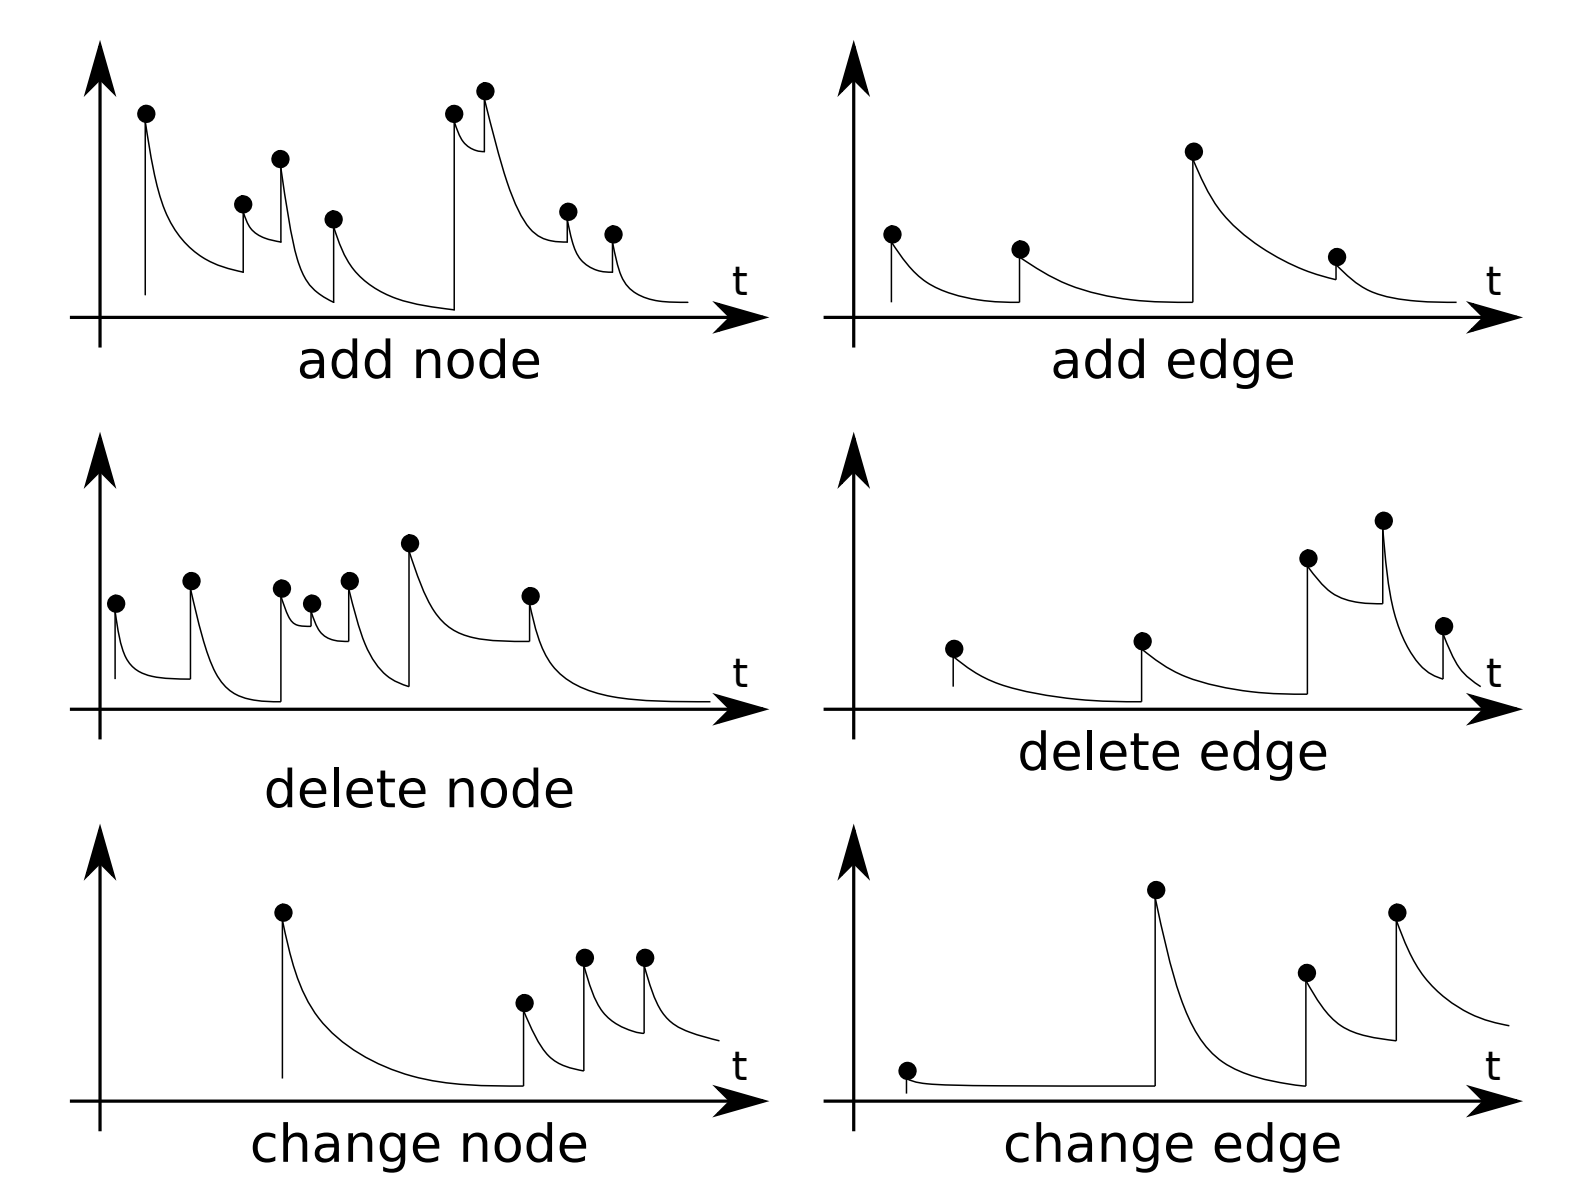 t
add node
t
add edge
t
delete node
t
delete edge
t
change node
t
change edge